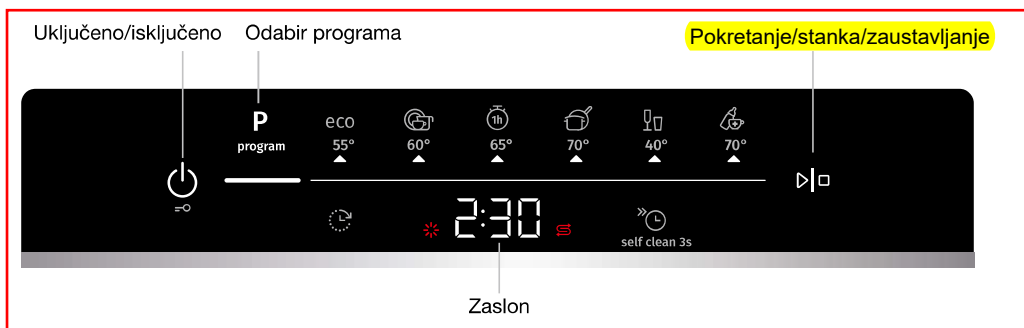 Uključeno/isključeno Odabir programa Pokretanje/stanka/zaustavljanje
P
program
eco 1h
55° 60° 65° 70° 40° 70°
2:30
self clean 3s
Zaslon